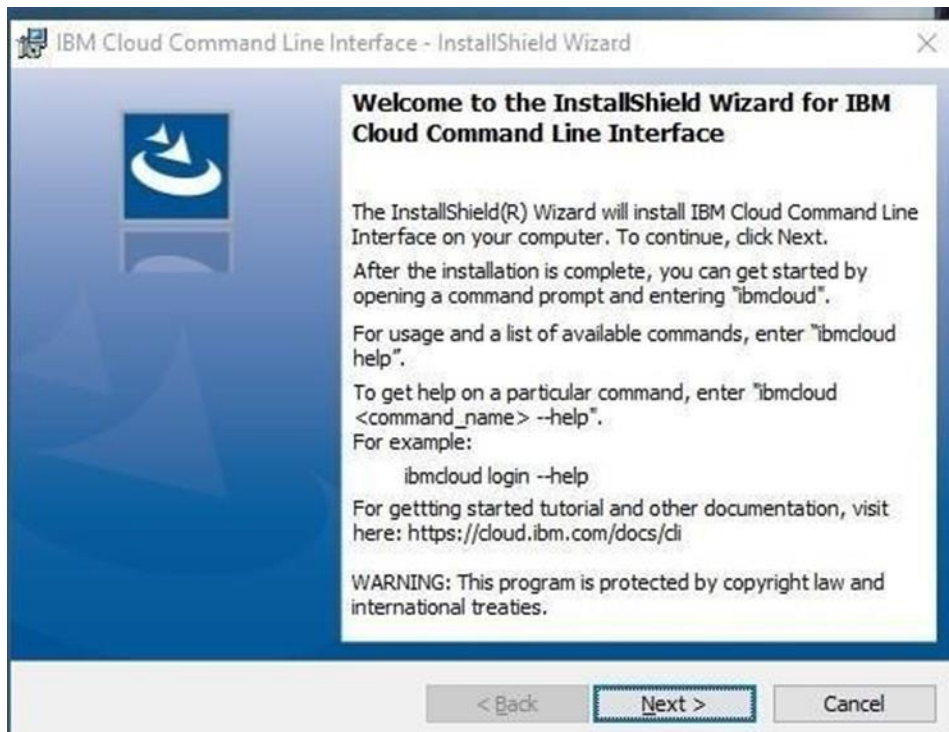 IBM Cloud Command Line Interface - InstallShield Wizard
Welcome to the InstallShield Wizard for IBM
Cloud Command Line Interface
The InstallShield(R) Wizard will install IBM Cloud Command Line
Interface on your computer. To continue, click Next.
After the installation is complete, you can get started by
opening a command prompt and entering "ibmcloud".
For usage and a list of available commands, enter "ibmcloud
help".
To get help on a particular command, enter "ibmcloud
<command_name> --help".
For example:
ibmcloud login --help
For gettting started tutorial and other documentation, visit
here: https://cloud.ibm.com/docs/cli
WARNING: This program is protected by copyright law and
international treaties.
< Back
Next >
Cancel